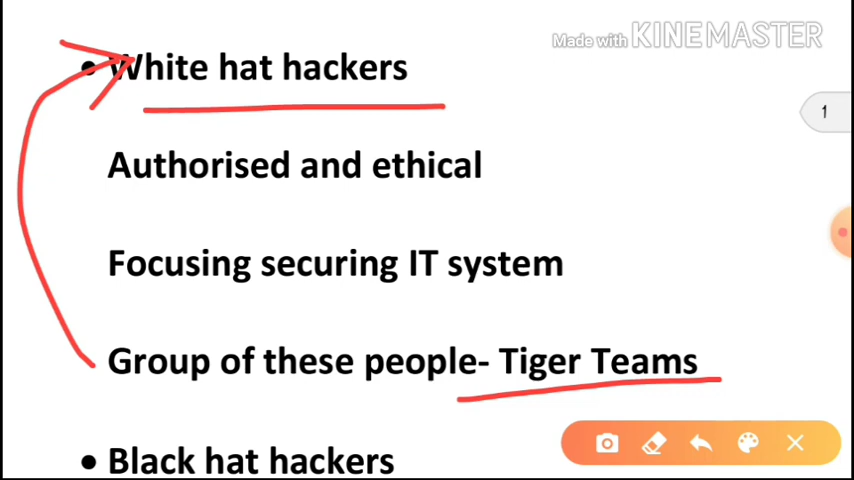 Made with KINEMASTER
• White hat hackers
1
Authorised and ethical
Focusing securing IT system
Group of these people- Tiger Teams
• Black hat hackers